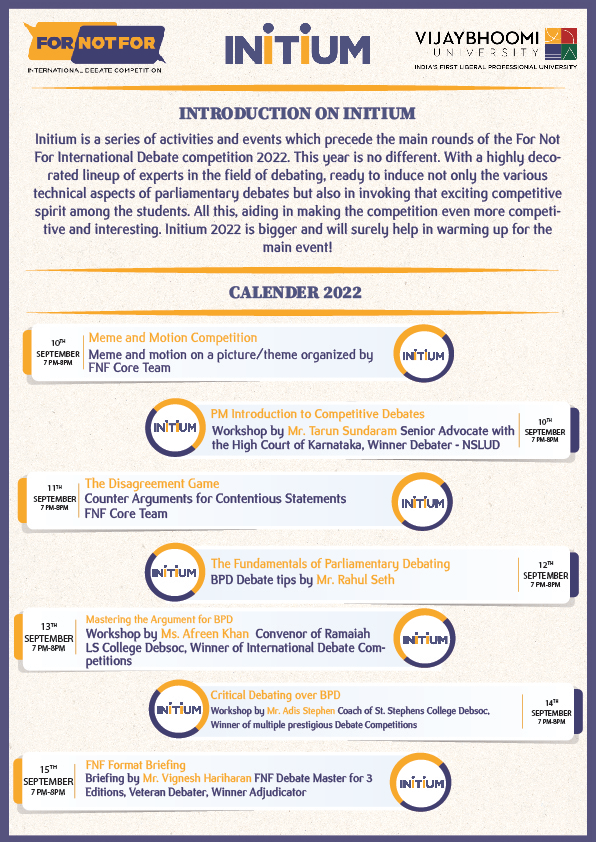 FOR NOT FOR
INTERNATIONAL DEBATE COMPETITION
INITIUM
VIJAYBHOOMI
UNIVERSITY
INDIA'S FIRST LIBERAL PROFESSIONAL UNIVERSITY
INTRODUCTION ON INITIUM
Initium is a series of activities and events which precede the main rounds of the For Not
For International Debate competition 2022. This year is no different. With a highly deco-
rated lineup of experts in the field of debating, ready to induce not only the various
technical aspects of parliamentary debates but also in invoking that exciting competitive
spirit among the students. All this, aiding in making the competition even more competi-
tive and interesting. Initium 2022 is bigger and will surely help in warming up for the
main event!
CALENDER 2022
10TH
SEPTEMBER
7 PM-8PM
Meme and Motion Competition
Meme and motion on a picture/theme organized by
FNF Core Team
INITIUM
INITIUM
PM Introduction to Competitive Debates
Workshop by Mr. Tarun Sundaram Senior Advocate with
the High Court of Karnataka, Winner Debater - NSLUD
10TH
SEPTEMBER
7 PM-8PM
11TH
SEPTEMBER
7 PM-8PM
The Disagreement Game
Counter Arguments for Contentious Statements
FNF Core Team
INITIUM
INITIUM
The Fundamentals of Parliamentary Debating
BPD Debate tips by Mr. Rahul Seth
12TH
SEPTEMBER
7 PM-8PM
13TH
SEPTEMBER
7 PM-8PM
Mastering the Argument for BPD
Workshop by Ms. Afreen Khan Convenor of Ramaiah
LS College Debsoc, Winner of International Debate Com-
petitions
INITIUM
INITIUM
Critical Debating over BPD
Workshop by Mr. Adis Stephen Coach of St. Stephens College Debsoc,
Winner of multiple prestigious Debate Competitions
14TH
SEPTEMBER
7 PM-8PM
15TH
SEPTEMBER
7 PM-8PM
FNF Format Briefing
Briefing by Mr. Vignesh Hariharan FNF Debate Master for 3
Editions, Veteran Debater, Winner Adjudicator
INITIUM